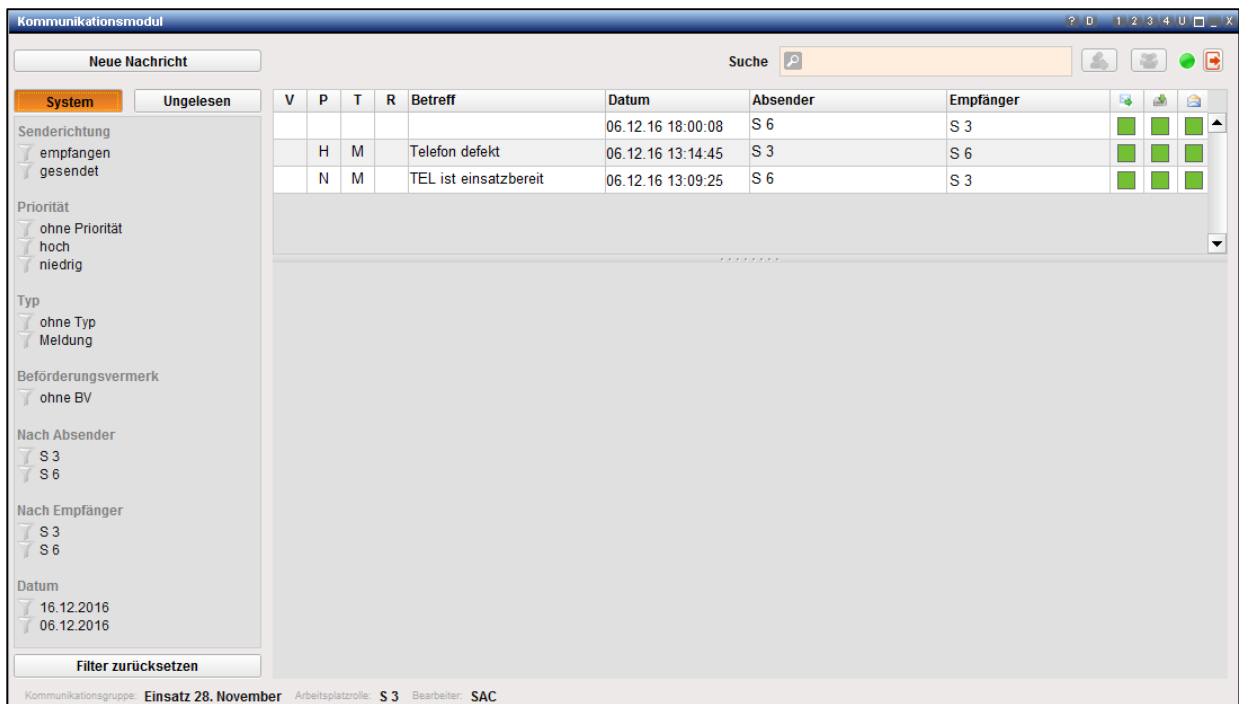 Kommunikationsmodul ? D 1 2 3 4 U _ X
Neue Nachricht Suche
System Ungelesen V P T R Betreff Datum Absender Empfänger
06.12.16 18:00:08 S 6 S 3
H M Telefon defekt 06.12.16 13:14:45 S 3 S 6
N M TEL ist einsatzbereit 06.12.16 13:09:25 S 6 S 3
Senderichtung
empfangen
gesendet
Priorität
ohne Priorität
hoch
niedrig
Typ
ohne Typ
Meldung
Beförderungsvermerk
ohne BV
Nach Absender
S 3
S 6
Nach Empfänger
S 3
S 6
Datum
16.12.2016
06.12.2016
Filter zurücksetzen
Kommunikationsgruppe: Einsatz 28. November Arbeitsplatzrolle: S 3 Bearbeiter: SAC